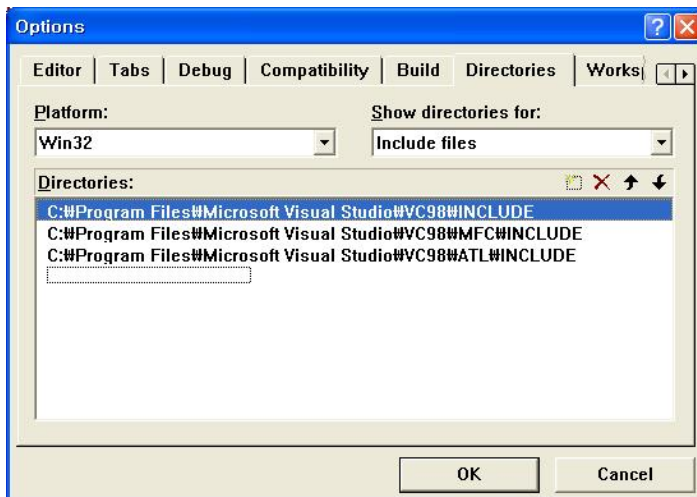 Options
Editor Tabs Debug Compatibility Build Directories Works
Platform: Show directories for:
Win32 Include files
Directories:
C:₩Program Files₩Microsoft Visual Studio₩VC98₩INCLUDE
C:₩Program Files₩Microsoft Visual Studio₩VC98₩MFC₩INCLUDE
C:₩Program Files₩Microsoft Visual Studio₩VC98₩ATL₩INCLUDE
OK Cancel